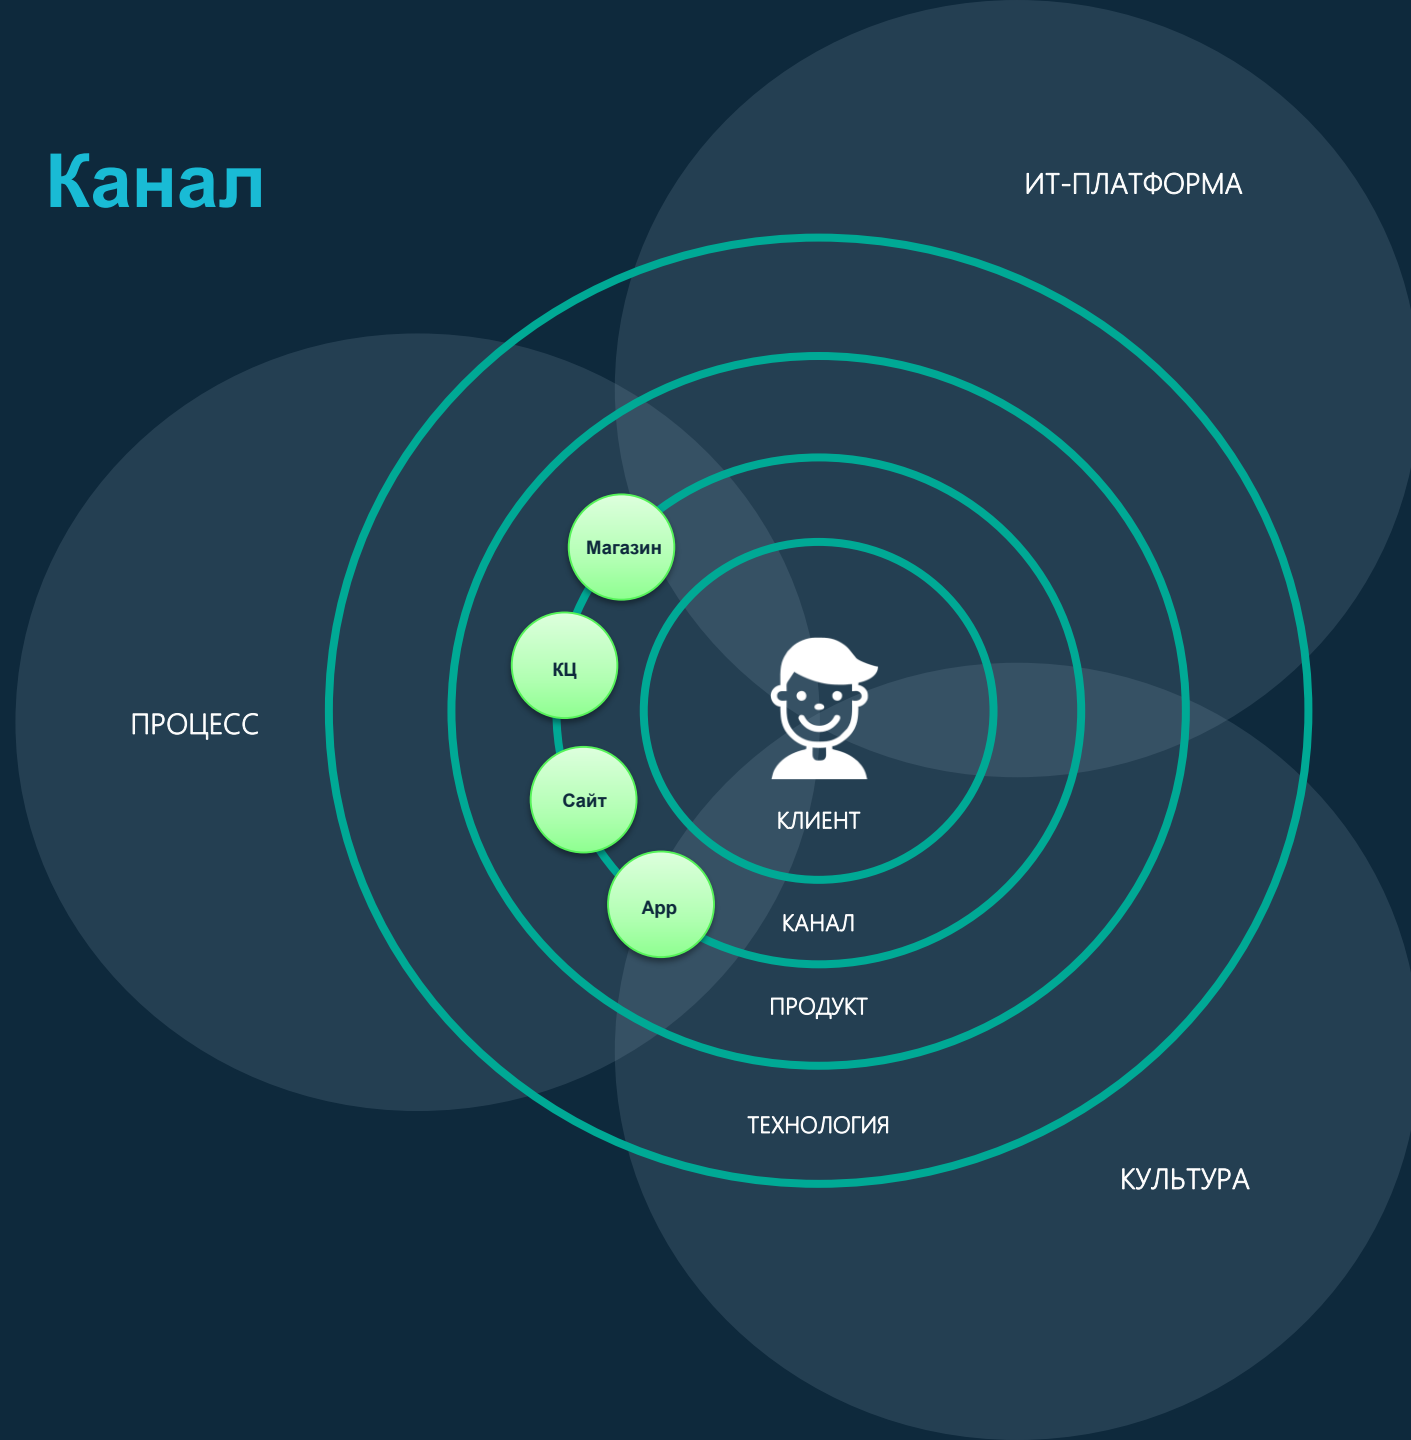 Канал
ИТ-ПЛАТФОРМА
Магазин
КЦ
ПРОЦЕСС
Сайт
КЛИЕНТ
App
КАНАЛ
ПРОДУКТ
ТЕХНОЛОГИЯ
КУЛЬТУРА